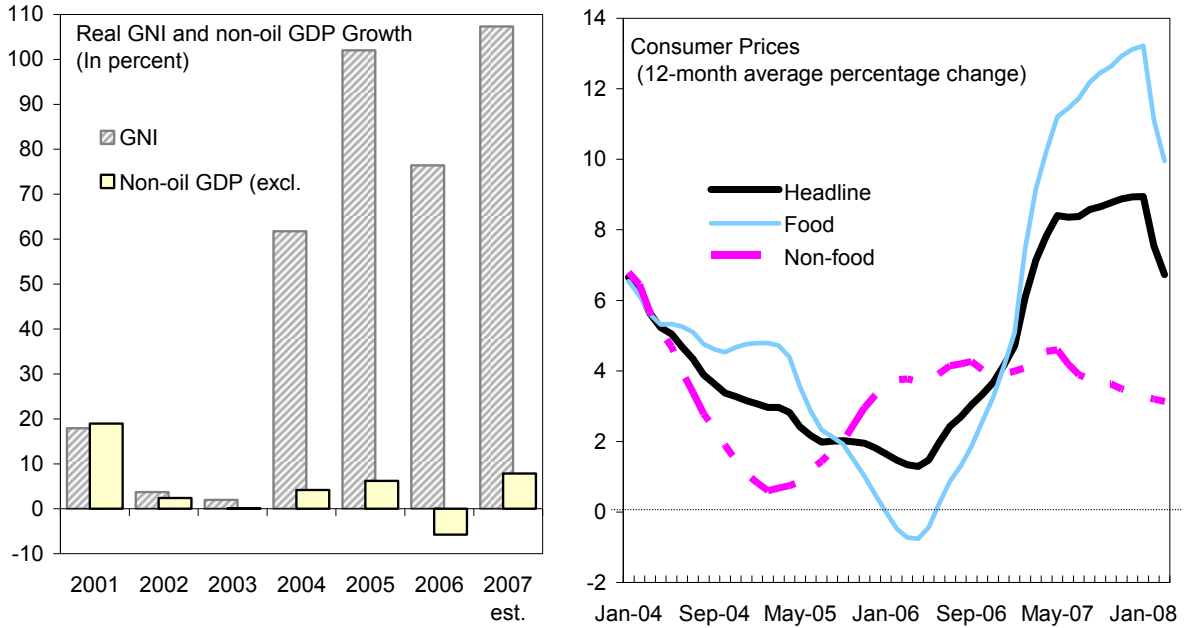 Real GNI and non-oil GDP Growth
(In percent)
110
100
90
80
70
60
50
40
30
20
10
0
-10
GNI
Non-oil GDP (excl.
2001 2002 2003 2004 2005 2006 2007
est.
Consumer Prices
(12-month average percentage change)
14
12
10
8
6
4
2
0
-2
Headline
Food
Non-food
Jan-04 Sep-04 May-05 Jan-06 Sep-06 May-07 Jan-08